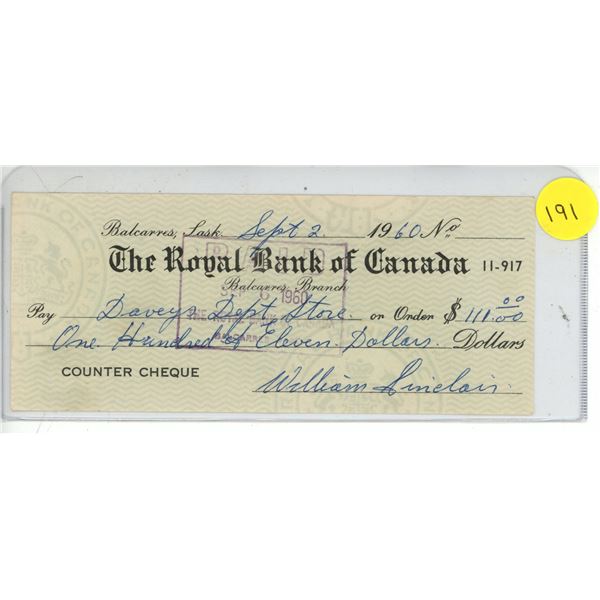 191
Balcarres, Sask. Sept 2 1960 No
The Royal Bank of Canada 11-917
Balcarres Branch
1960
Pay Daveys Dept Store. or Order $ 111.00
One Hundred & Eleven Dollars. Dollars
COUNTER CHEQUE William Sinclair.